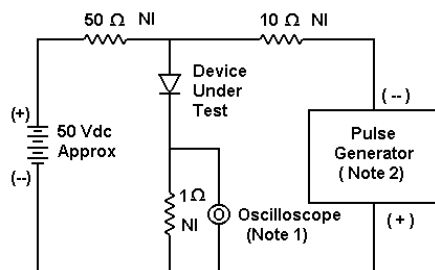 50 Ω NI
10 Ω NI
Device
Under
Test
(+)
50 Vdc
Approx
(--)
(--)
Pulse
Generator
(Note 2)
(+)
1Ω
NI
Oscilloscope
(Note 1)